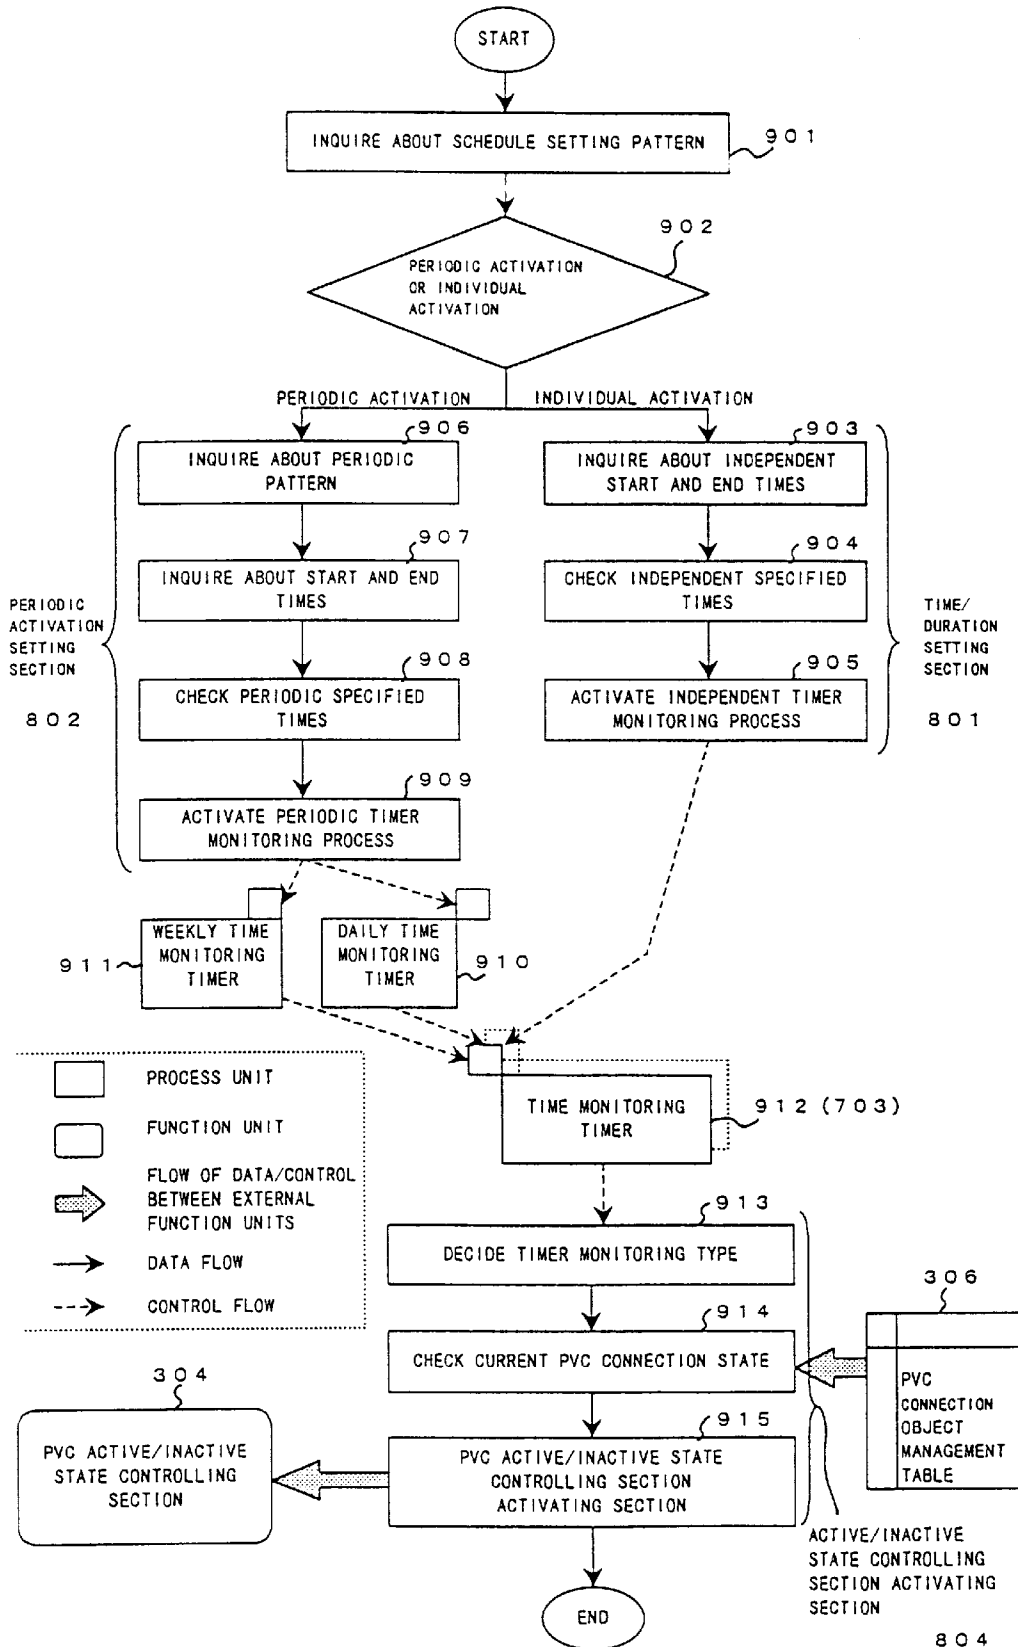 START
INQUIRE ABOUT SCHEDULE SETTING PATTERN
901
902
PERIODIC ACTIVATION
OR INDIVIDUAL
ACTIVATION
PERIODIC ACTIVATION
INDIVIDUAL ACTIVATION
906
INQUIRE ABOUT PERIODIC
PATTERN
907
INQUIRE ABOUT START AND END
TIMES
908
CHECK PERIODIC SPECIFIED
TIMES
909
ACTIVATE PERIODIC TIMER
MONITORING PROCESS
PERIODIC
ACTIVATION
SETTING
SECTION
802
903
INQUIRE ABOUT INDEPENDENT
START AND END TIMES
904
CHECK INDEPENDENT SPECIFIED
TIMES
905
ACTIVATE INDEPENDENT TIMER
MONITORING PROCESS
TIME/
DURATION
SETTING
SECTION
801
WEEKLY TIME
MONITORING
TIMER
911
DAILY TIME
MONITORING
TIMER
910
TIME MONITORING
TIMER
912 (703)
PROCESS UNIT
FUNCTION UNIT
FLOW OF DATA/CONTROL
BETWEEN EXTERNAL
FUNCTION UNITS
DATA FLOW
CONTROL FLOW
913
DECIDE TIMER MONITORING TYPE
914
CHECK CURRENT PVC CONNECTION STATE
915
PVC ACTIVE/INACTIVE STATE
CONTROLLING SECTION
ACTIVATING SECTION
306
PVC
CONNECTION
OBJECT
MANAGEMENT
TABLE
304
PVC ACTIVE/INACTIVE
STATE CONTROLLING
SECTION
ACTIVE/INACTIVE
STATE CONTROLLING
SECTION ACTIVATING
SECTION
804
END